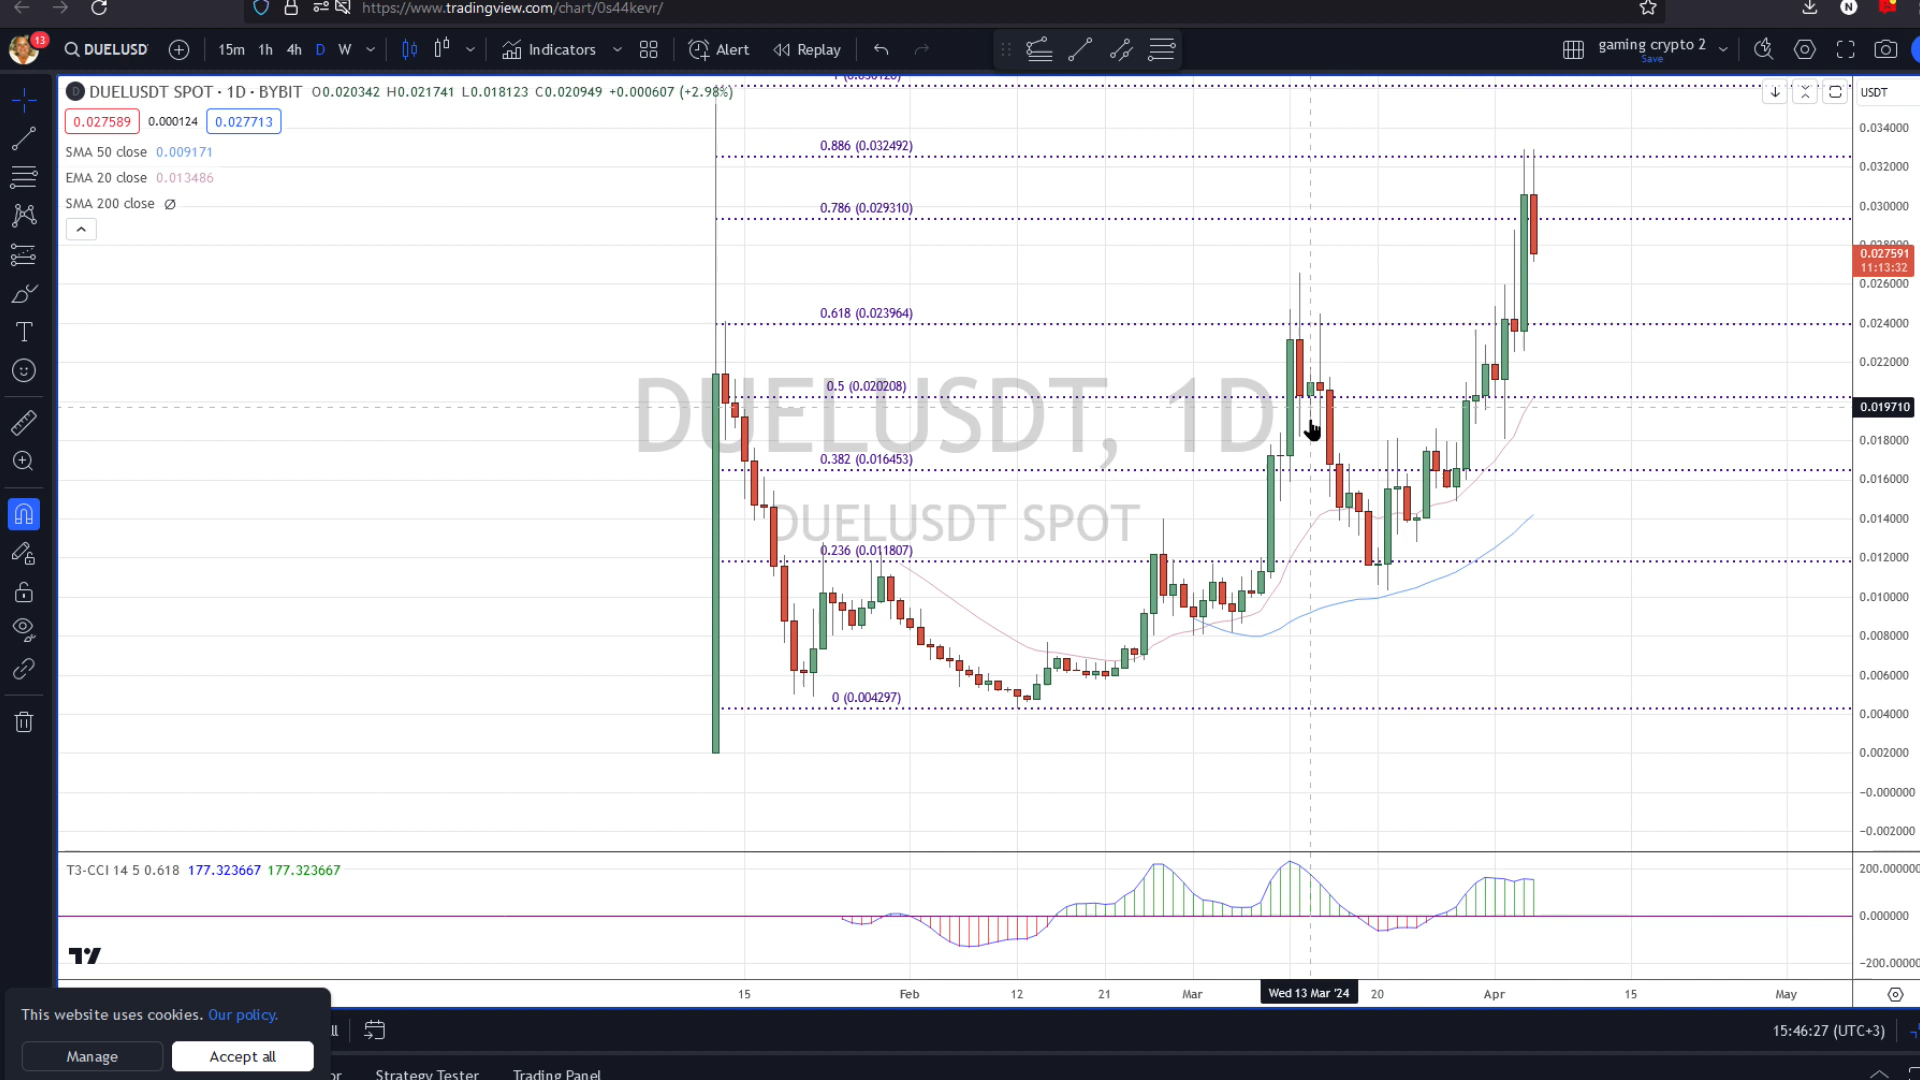 https://www.tradingview.com/chart/0s44kevr/
13
DUELUSD
15m 1h 4h D W
Indicators
Alert
Replay
gaming crypto 2
Save
DUELUSDT SPOT · 1D · BYBIT O0.020342 H0.021741 L0.018123 C0.020949 +0.000607 (+2.98%)
USDT
0.027589 0.000124 0.027713
SMA 50 close 0.009171
EMA 20 close 0.013486
SMA 200 close ∅
0.886 (0.032492)
0.786 (0.029310)
0.618 (0.023964)
0.5 (0.020208)
0.382 (0.016453)
0.236 (0.011807)
0 (0.004297)
DUELUSDT, 1D
DUELUSDT SPOT
0.034000
0.032000
0.030000
0.027591
11:13:32
0.026000
0.024000
0.022000
0.019710
0.018000
0.016000
0.014000
0.012000
0.010000
0.008000
0.006000
0.004000
0.002000
−0.000000
−0.002000
T3-CCI 14 5 0.618 177.323667 177.323667
200.000000
0.000000
−200.00000
15 Feb 12 21 Mar Wed 13 Mar '24 20 Apr 15 May
This website uses cookies. Our policy.
Manage
Accept all
15:46:27 (UTC+3)
Strategy Tester
Trading Panel